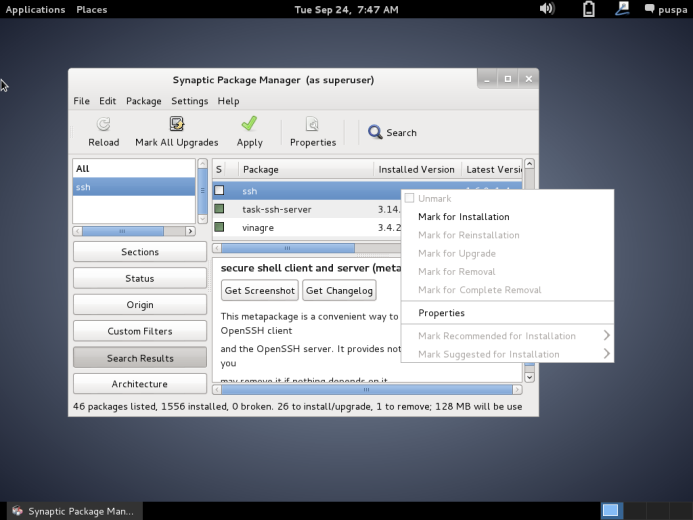 Applications Places Tue Sep 24, 7:47 AM puspa
Synaptic Package Manager (as superuser)
File Edit Package Settings Help
Reload Mark All Upgrades Apply Properties Search
All
ssh
S Package Installed Version Latest Versi
ssh
task-ssh-server 3.14.
vinagre 3.4.2
Unmark
Mark for Installation
Mark for Reinstallation
Mark for Upgrade
Mark for Removal
Mark for Complete Removal
Properties
Mark Recommended for Installation
Mark Suggested for Installation
Sections
Status
Origin
Custom Filters
Search Results
Architecture
secure shell client and server (meta
Get Screenshot Get Changelog
This metapackage is a convenient way to
OpenSSH client
and the OpenSSH server. It provides not
you
may remove it if nothing depends on it.
46 packages listed, 1556 installed, 0 broken. 26 to install/upgrade, 1 to remove; 128 MB will be use
Synaptic Package Man...